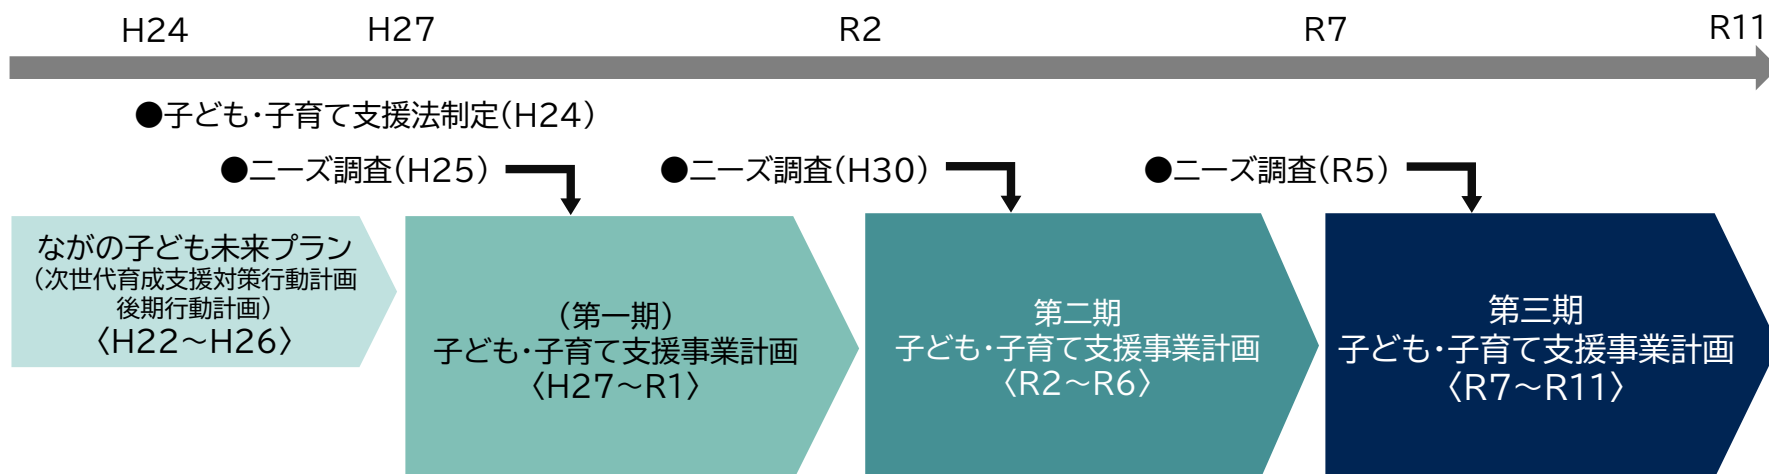 H24 H27 R2 R7 R11
●子ども・子育て支援法制定(H24)
●ニーズ調査(H25) ●ニーズ調査(H30) ●ニーズ調査(R5)
ながの子ども未来プラン
(次世代育成支援対策行動計画
後期行動計画)
〈H22～H26〉
(第一期)
子ども・子育て支援事業計画
〈H27～R1〉
第二期
子ども・子育て支援事業計画
〈R2～R6〉
第三期
子ども・子育て支援事業計画
〈R7～R11〉